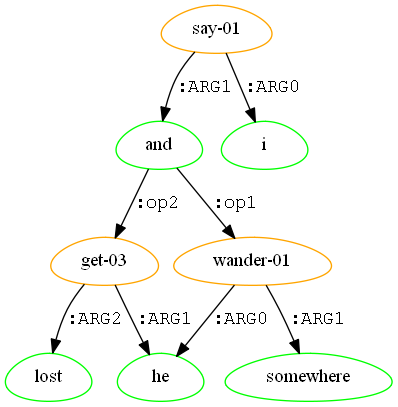 say-01
:ARG1 :ARG0
and i
:op2 :op1
get-03 wander-01
:ARG2 :ARG1 :ARG0 :ARG1
lost he somewhere